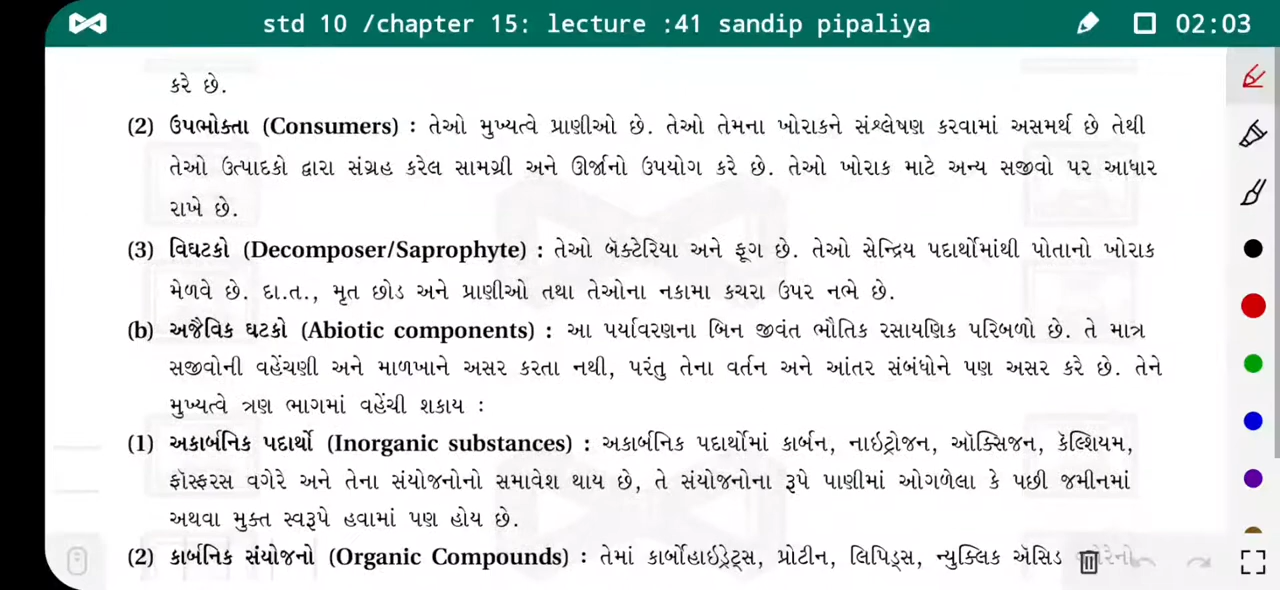 std 10 /chapter 15: lecture :41 sandip pipaliya 02:03
કરે છે.
(2) ઉપભોક્તા (Consumers) : તેઓ મુખ્યત્વે પ્રાણીઓ છે. તેઓ તેમના ખોરાકને સંશ્લેષણ કરવામાં અસમર્થ છે તેથી
તેઓ ઉત્પાદકો દ્વારા સંગ્રહ કરેલ સામગ્રી અને ઊર્જાનો ઉપયોગ કરે છે. તેઓ ખોરાક માટે અન્ય સજીવો પર આધાર
રાખે છે.
(3) વિઘટકો (Decomposer/Saprophyte) : તેઓ બૅક્ટેરિયા અને ફૂગ છે. તેઓ સેન્દ્રિય પદાર્થોમાંથી પોતાનો ખોરાક
મેળવે છે. દા.ત., મૃત છોડ અને પ્રાણીઓ તથા તેઓના નકામા કચરા ઉપર નભે છે.
(b) અજૈવિક ઘટકો (Abiotic components) : આ પર્યાવરણના બિન જીવંત ભૌતિક રસાયણિક પરિબળો છે. તે માત્ર
સજીવોની વહેંચણી અને માળખાને અસર કરતા નથી, પરંતુ તેના વર્તન અને આંતર સંબંધોને પણ અસર કરે છે. તેને
મુખ્યત્વે ત્રણ ભાગમાં વહેંચી શકાય :
(1) અકાર્બનિક પદાર્થો (Inorganic substances) : અકાર્બનિક પદાર્થોમાં કાર્બન, નાઇટ્રોજન, ઑક્સિજન, કૅલ્શિયમ,
ફૉસ્ફરસ વગેરે અને તેના સંયોજનોનો સમાવેશ થાય છે, તે સંયોજનોના રૂપે પાણીમાં ઓગળેલા કે પછી જમીનમાં
અથવા મુક્ત સ્વરૂપે હવામાં પણ હોય છે.
(2) કાર્બનિક સંયોજનો (Organic Compounds) : તેમાં કાર્બોહાઇડ્રેટ્સ, પ્રોટીન, લિપિડ્સ, ન્યુક્લિક ઍસિડ